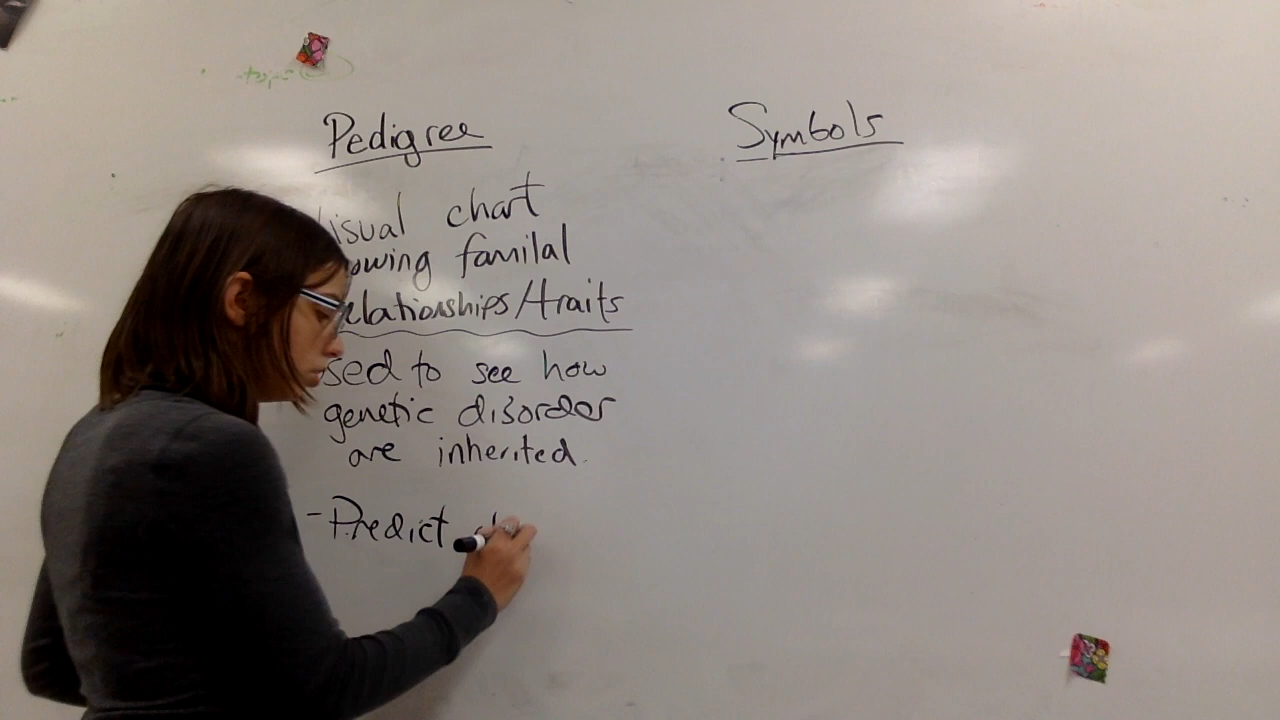 Pedigree
isual chart
owing familal
elationships/traits
sed to see how
genetic disorder
are inherited.
- Predict
Symbols